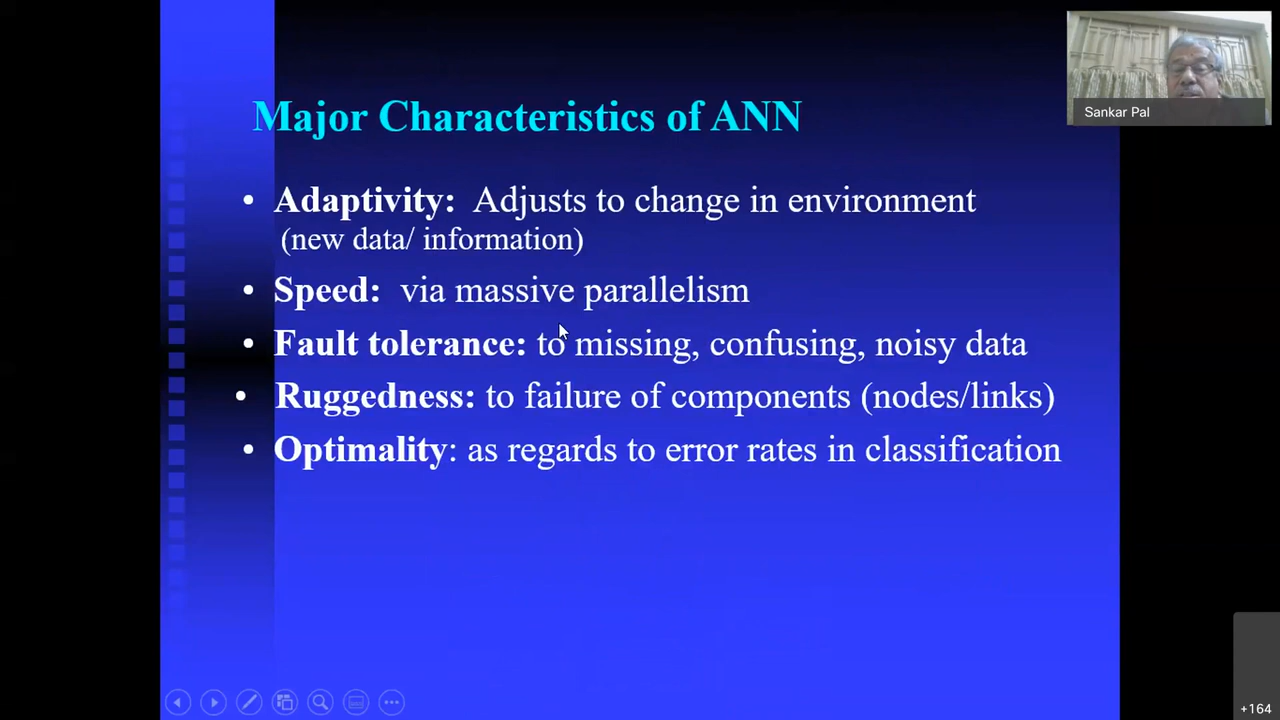 Major Characteristics of ANN
Sankar Pal
• Adaptivity: Adjusts to change in environment
(new data/ information)
• Speed: via massive parallelism
• Fault tolerance: to missing, confusing, noisy data
• Ruggedness: to failure of components (nodes/links)
• Optimality: as regards to error rates in classification
+164